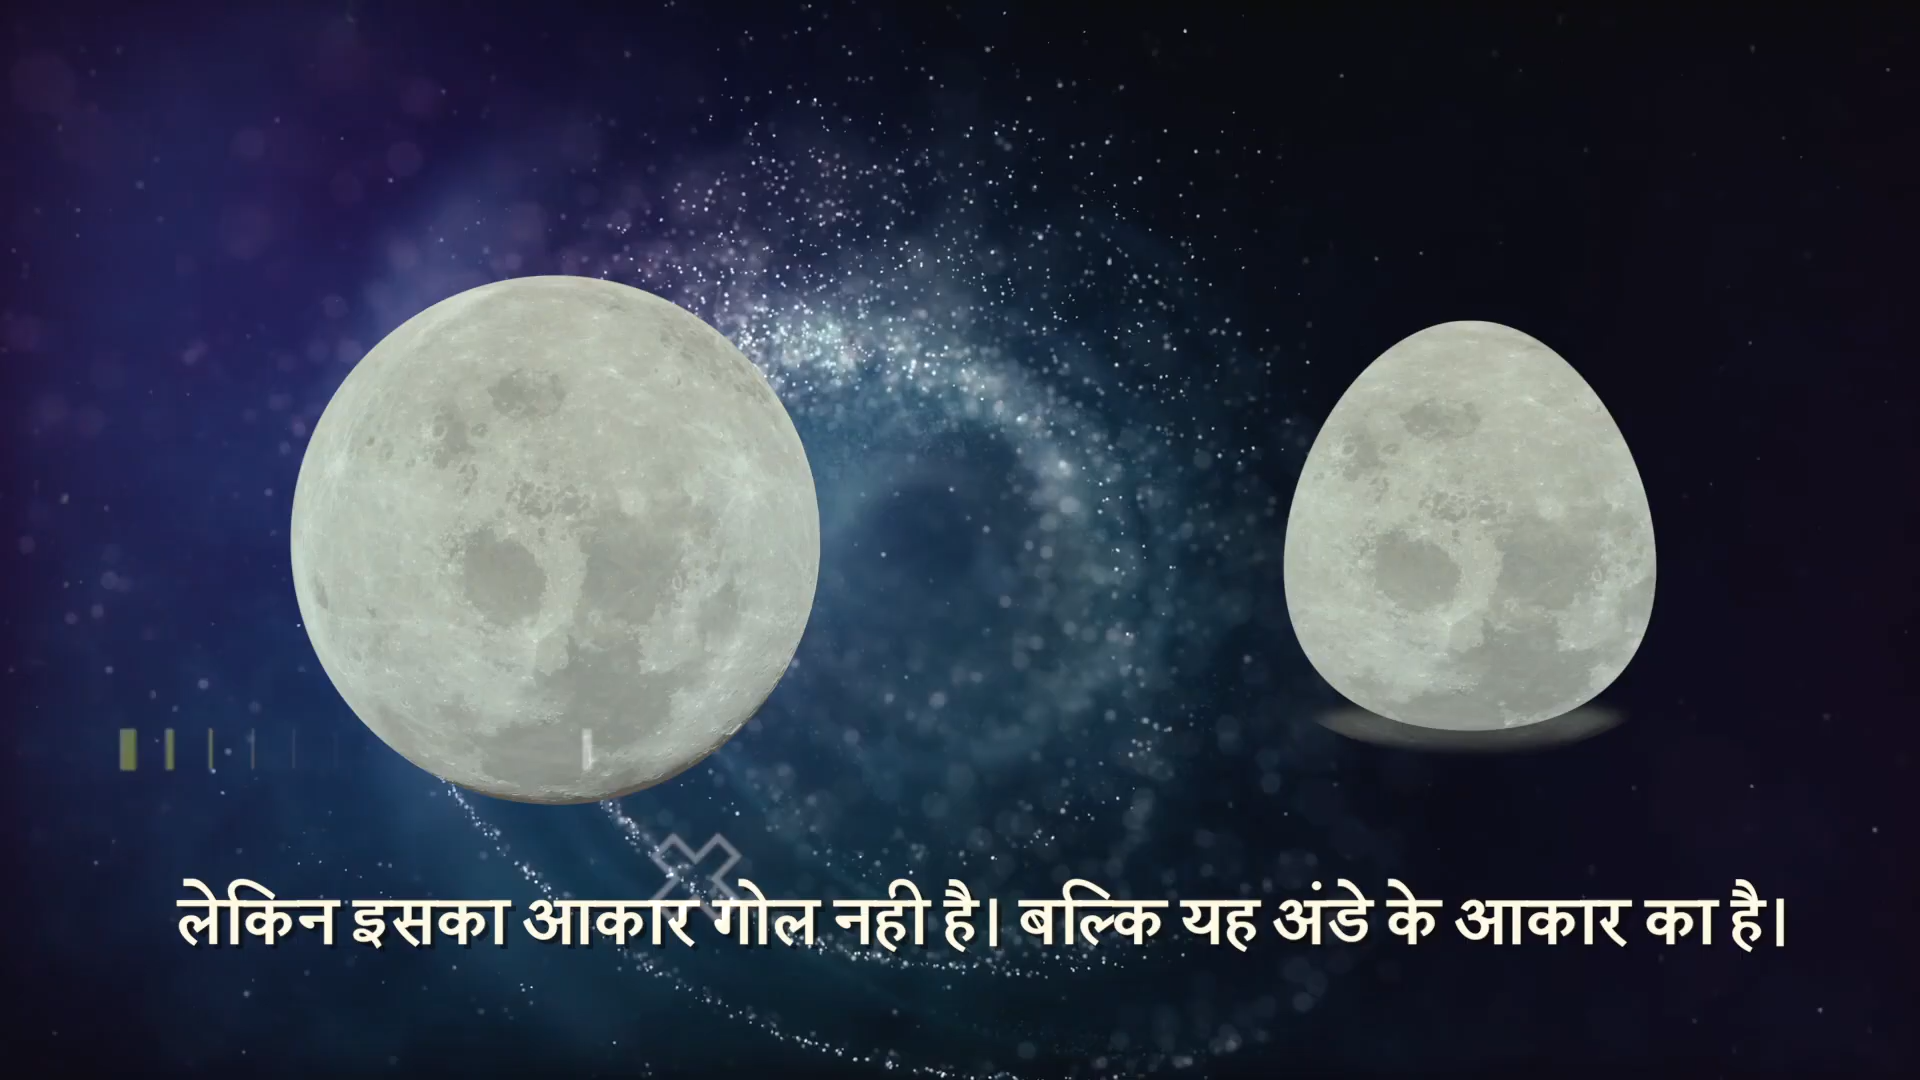 लेकिन इसका आकार गोल नही है। बल्कि यह अंडे के आकार का है।